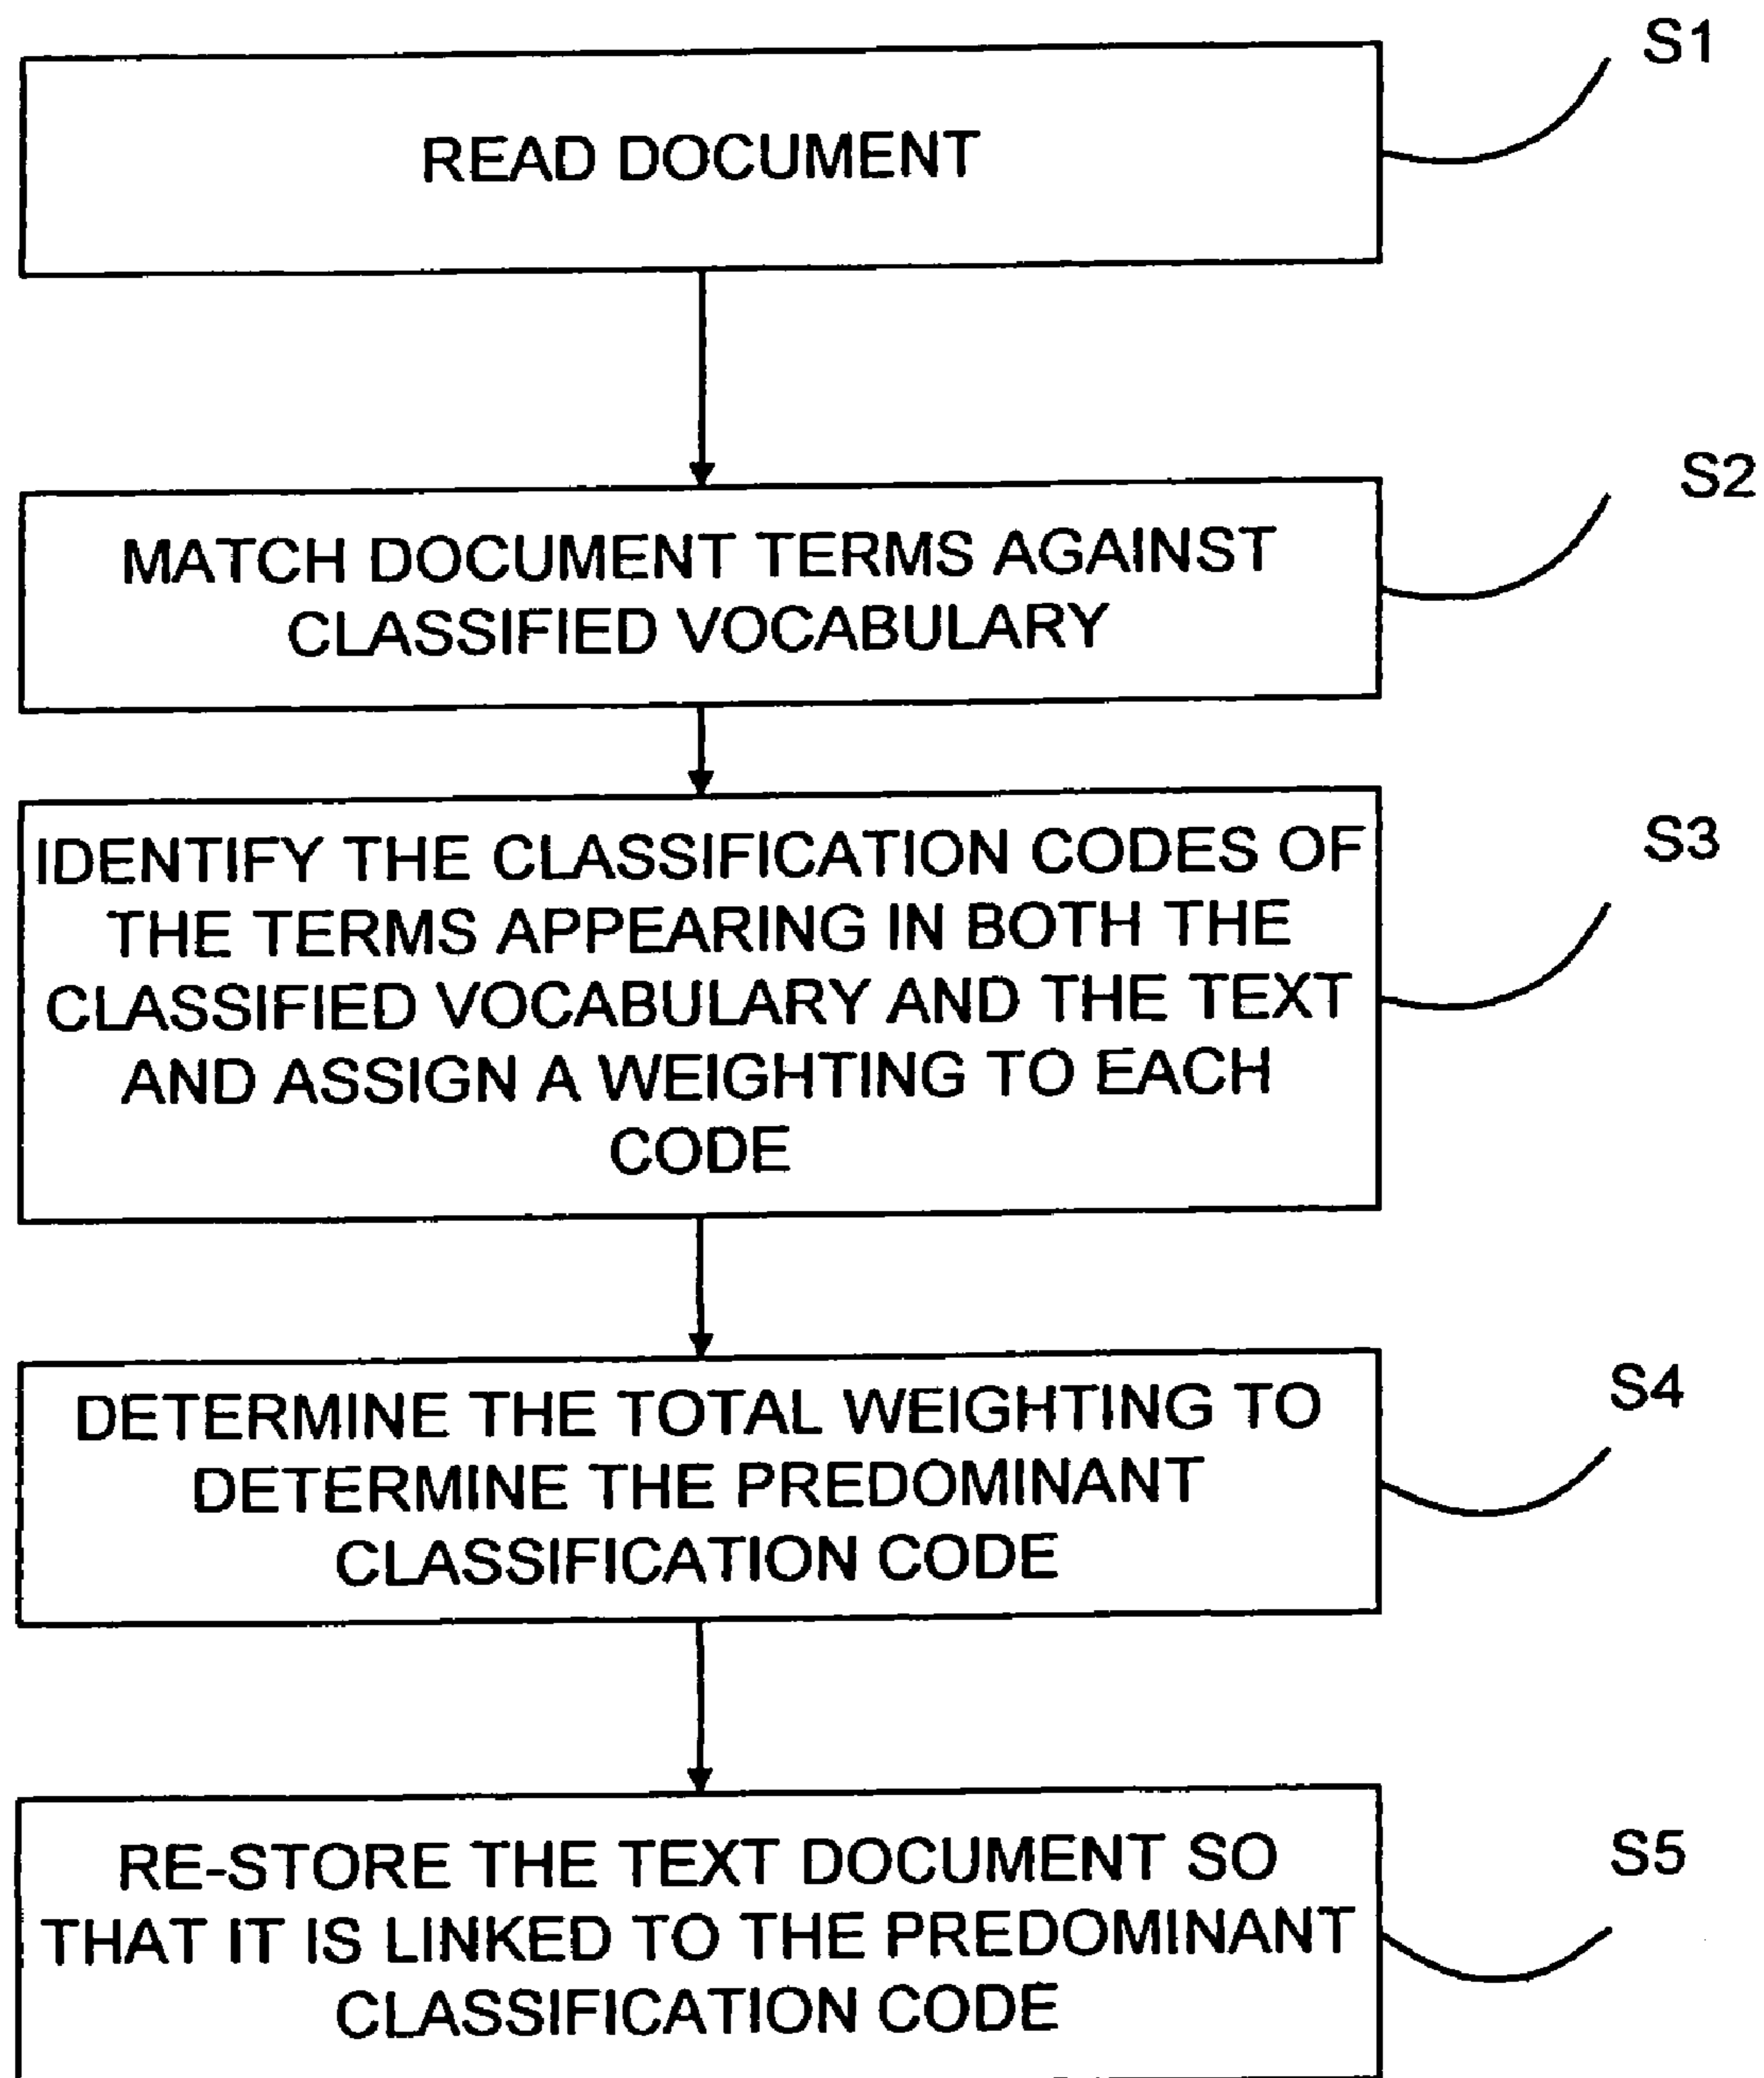 S1
READ DOCUMENT
S2
MATCH DOCUMENT TERMS AGAINST
CLASSIFIED VOCABULARY
S3
IDENTIFY THE CLASSIFICATION CODES OF
THE TERMS APPEARING IN BOTH THE
CLASSIFIED VOCABULARY AND THE TEXT
AND ASSIGN A WEIGHTING TO EACH
CODE
S4
DETERMINE THE TOTAL WEIGHTING TO
DETERMINE THE PREDOMINANT
CLASSIFICATION CODE
S5
RE-STORE THE TEXT DOCUMENT SO
THAT IT IS LINKED TO THE PREDOMINANT
CLASSIFICATION CODE